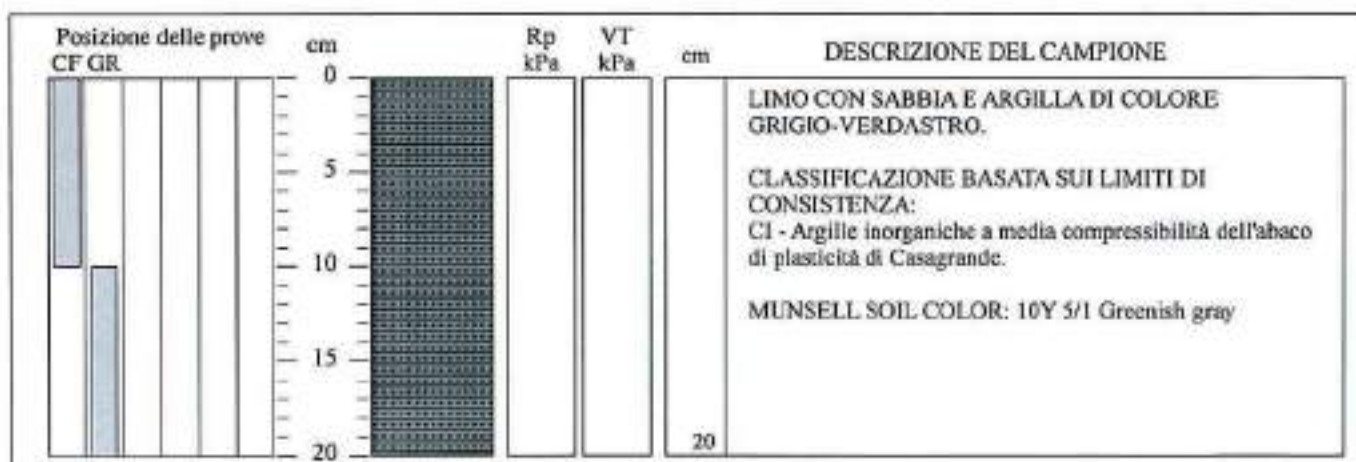 Posizione delle prove
CF GR
cm
Rp
kPa
VT
kPa
cm
DESCRIZIONE DEL CAMPIONE
0
5
10
15
20
20
LIMO CON SABBIA E ARGILLA DI COLORE
GRIGIO-VERDASTRO.
CLASSIFICAZIONE BASATA SUI LIMITI DI
CONSISTENZA:
CI - Argille inorganiche a media compressibilità dell'abaco
di plasticità di Casagrande.
MUNSELL SOIL COLOR: 10Y 5/1 Greenish gray